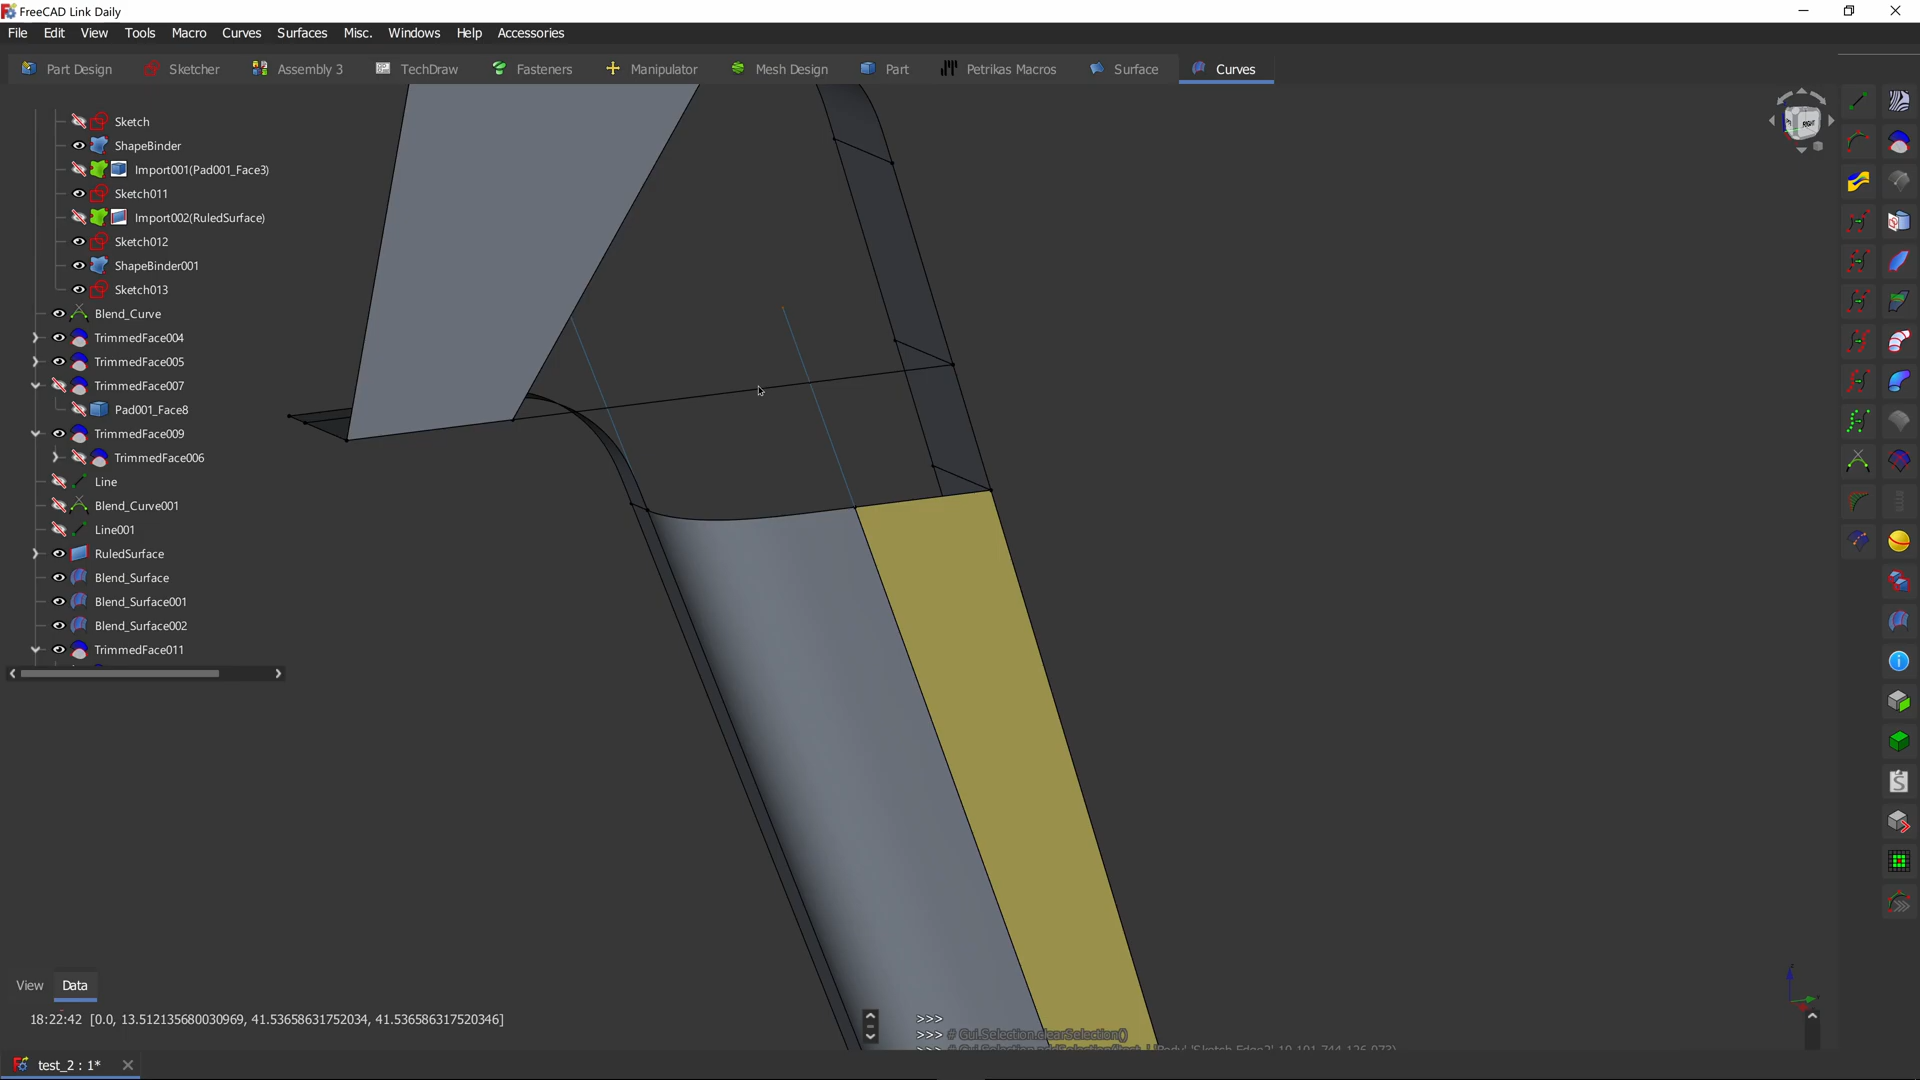 FreeCAD Link Daily
File Edit View Tools Macro Curves Surfaces Misc. Windows Help Accessories
Part Design Sketcher Assembly 3 TechDraw Fasteners Manipulator Mesh Design Part Petrikas Macros Surface Curves
Sketch
ShapeBinder
Import001(Pad001_Face3)
Sketch011
Import002(RuledSurface)
Sketch012
ShapeBinder001
Sketch013
Blend_Curve
TrimmedFace004
TrimmedFace005
TrimmedFace007
Pad001_Face8
TrimmedFace009
TrimmedFace006
Line
Blend_Curve001
Line001
RuledSurface
Blend_Surface
Blend_Surface001
Blend_Surface002
TrimmedFace011
RIGHT
View Data
18:22:42 [0.0, 13.512135680030969, 41.53658631752034, 41.536586317520346]
>>>
>>> # Gui.Selection.clearSelection()
test_2 : 1*